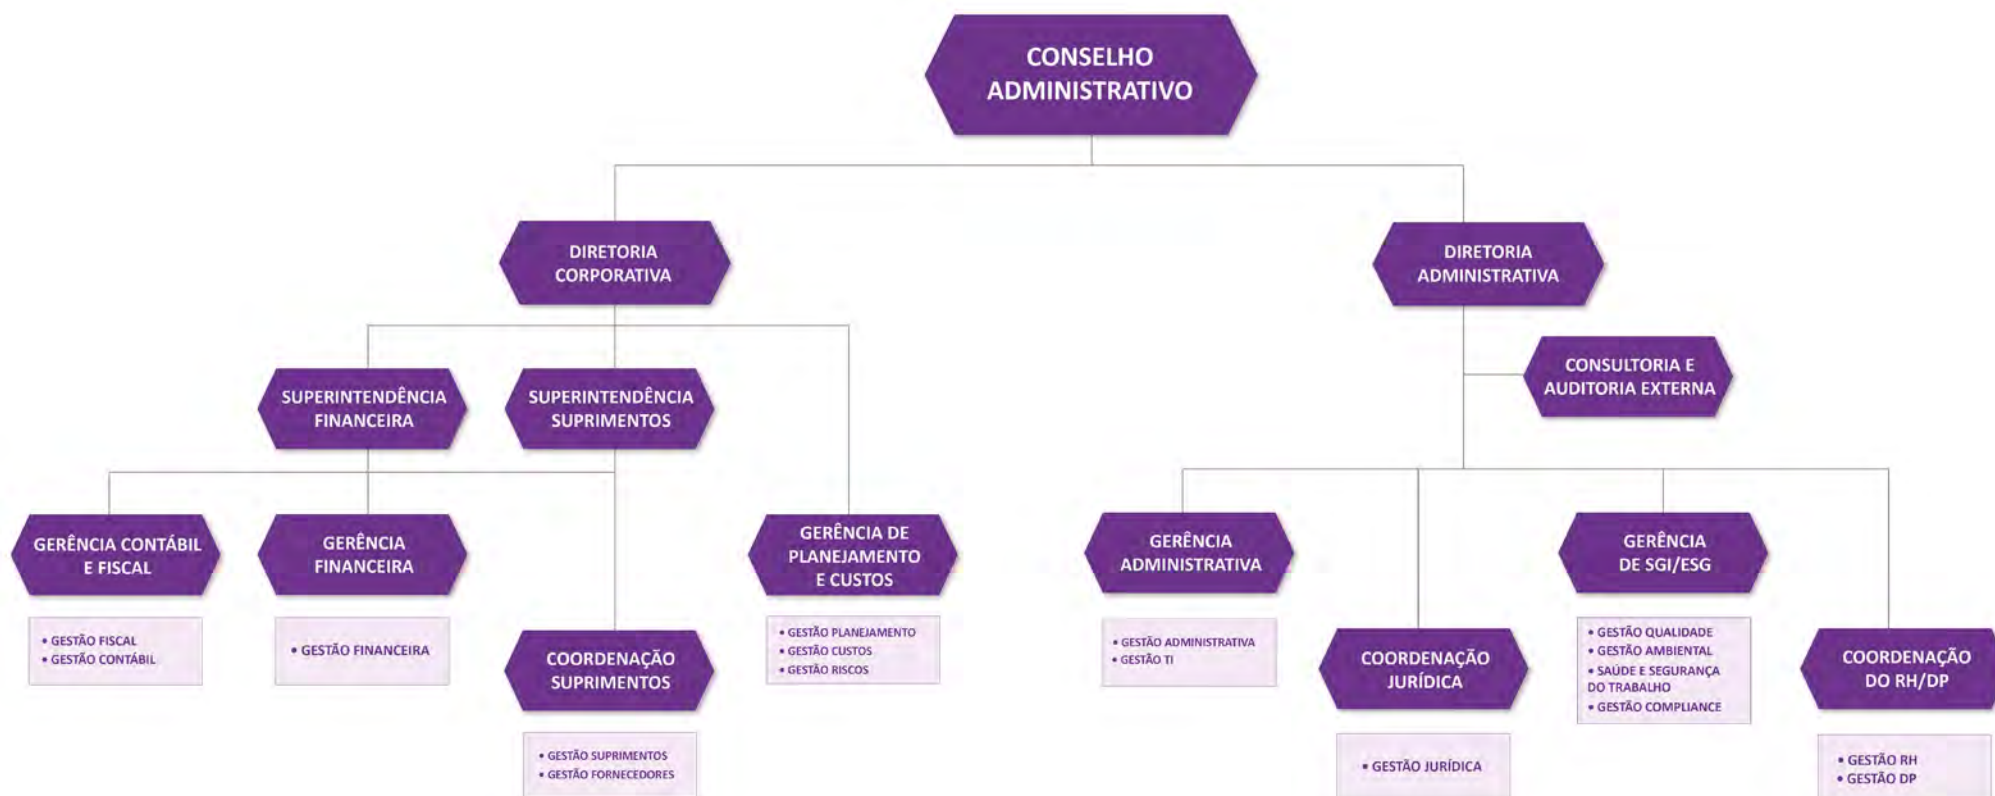 CONSELHO
ADMINISTRATIVO
DIRETORIA
CORPORATIVA
DIRETORIA
ADMINISTRATIVA
CONSULTORIA E
AUDITORIA EXTERNA
SUPERINTENDÊNCIA
FINANCEIRA
SUPERINTENDÊNCIA
SUPRIMENTOS
GERÊNCIA CONTÁBIL
E FISCAL
• GESTÃO FISCAL
• GESTÃO CONTÁBIL
GERÊNCIA
FINANCEIRA
• GESTÃO FINANCEIRA
COORDENAÇÃO
SUPRIMENTOS
• GESTÃO SUPRIMENTOS
• GESTÃO FORNECEDORES
GERÊNCIA DE
PLANEJAMENTO
E CUSTOS
• GESTÃO PLANEJAMENTO
• GESTÃO CUSTOS
• GESTÃO RISCOS
GERÊNCIA
ADMINISTRATIVA
• GESTÃO ADMINISTRATIVA
• GESTÃO TI
COORDENAÇÃO
JURÍDICA
• GESTÃO JURÍDICA
GERÊNCIA
DE SGI/ESG
• GESTÃO QUALIDADE
• GESTÃO AMBIENTAL
• SAÚDE E SEGURANÇA
DO TRABALHO
• GESTÃO COMPLIANCE
COORDENAÇÃO
DO RH/DP
• GESTÃO RH
• GESTÃO DP